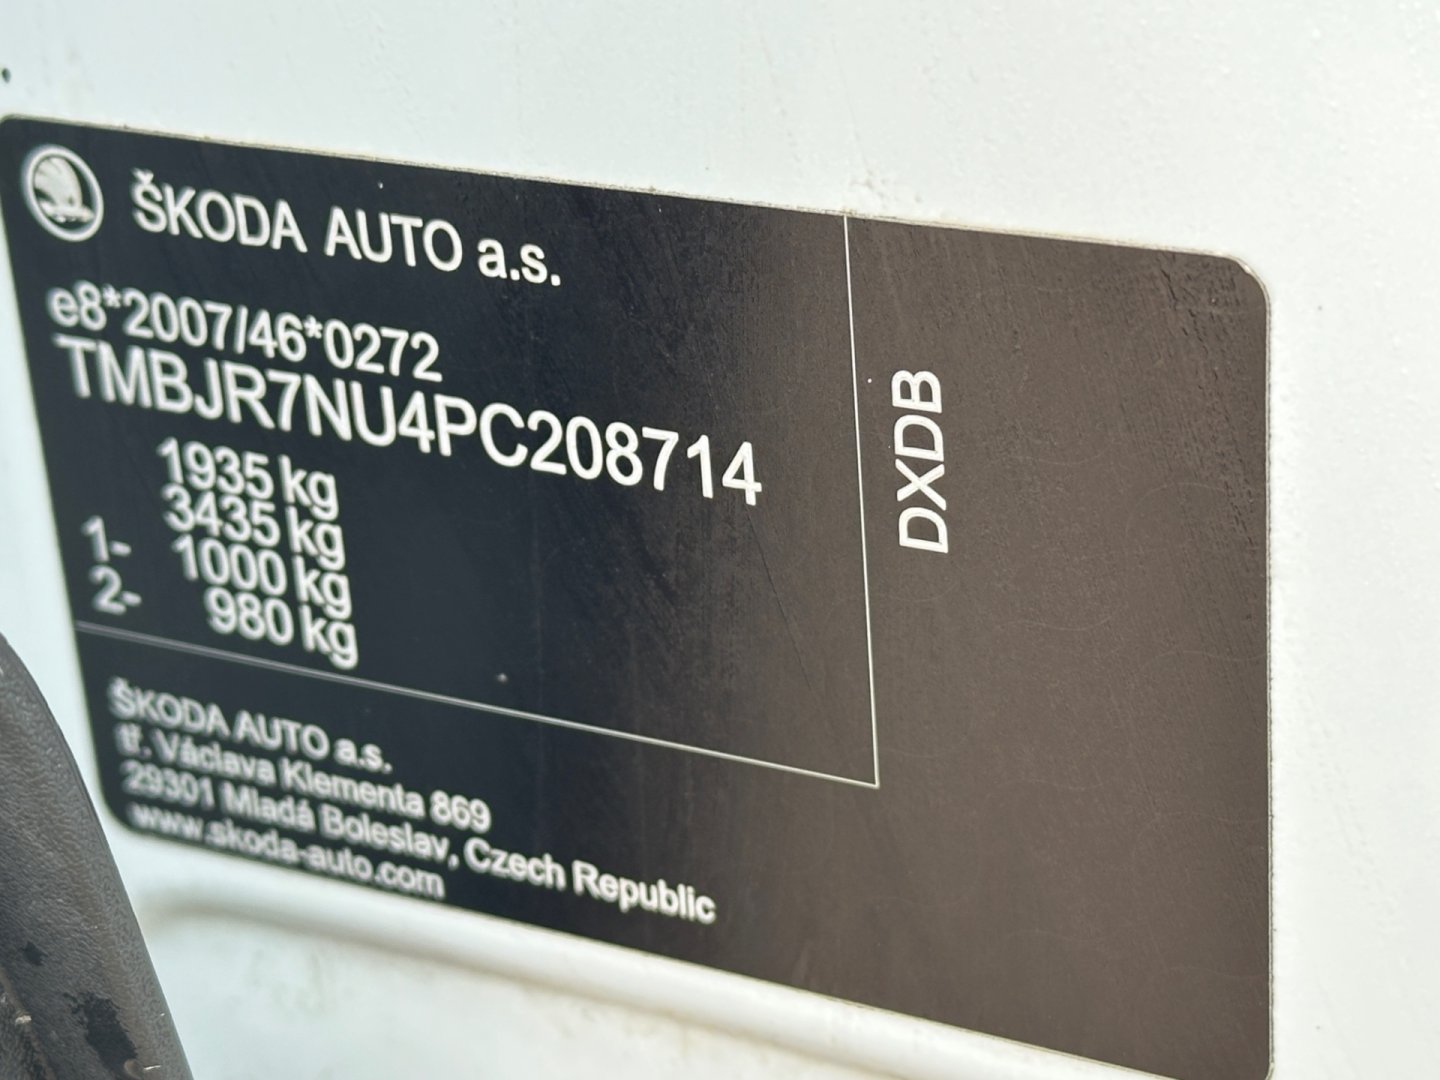 ŠKODA AUTO a.s.
e8*2007/46*0272
TMBJR7NU4PC208714
1935 kg
3435 kg
1- 1000 kg
2- 980 kg
DXDB
ŠKODA AUTO a.s.
tř. Václava Klementa 869
29301 Mladá Boleslav, Czech Republic
www.skoda-auto.com